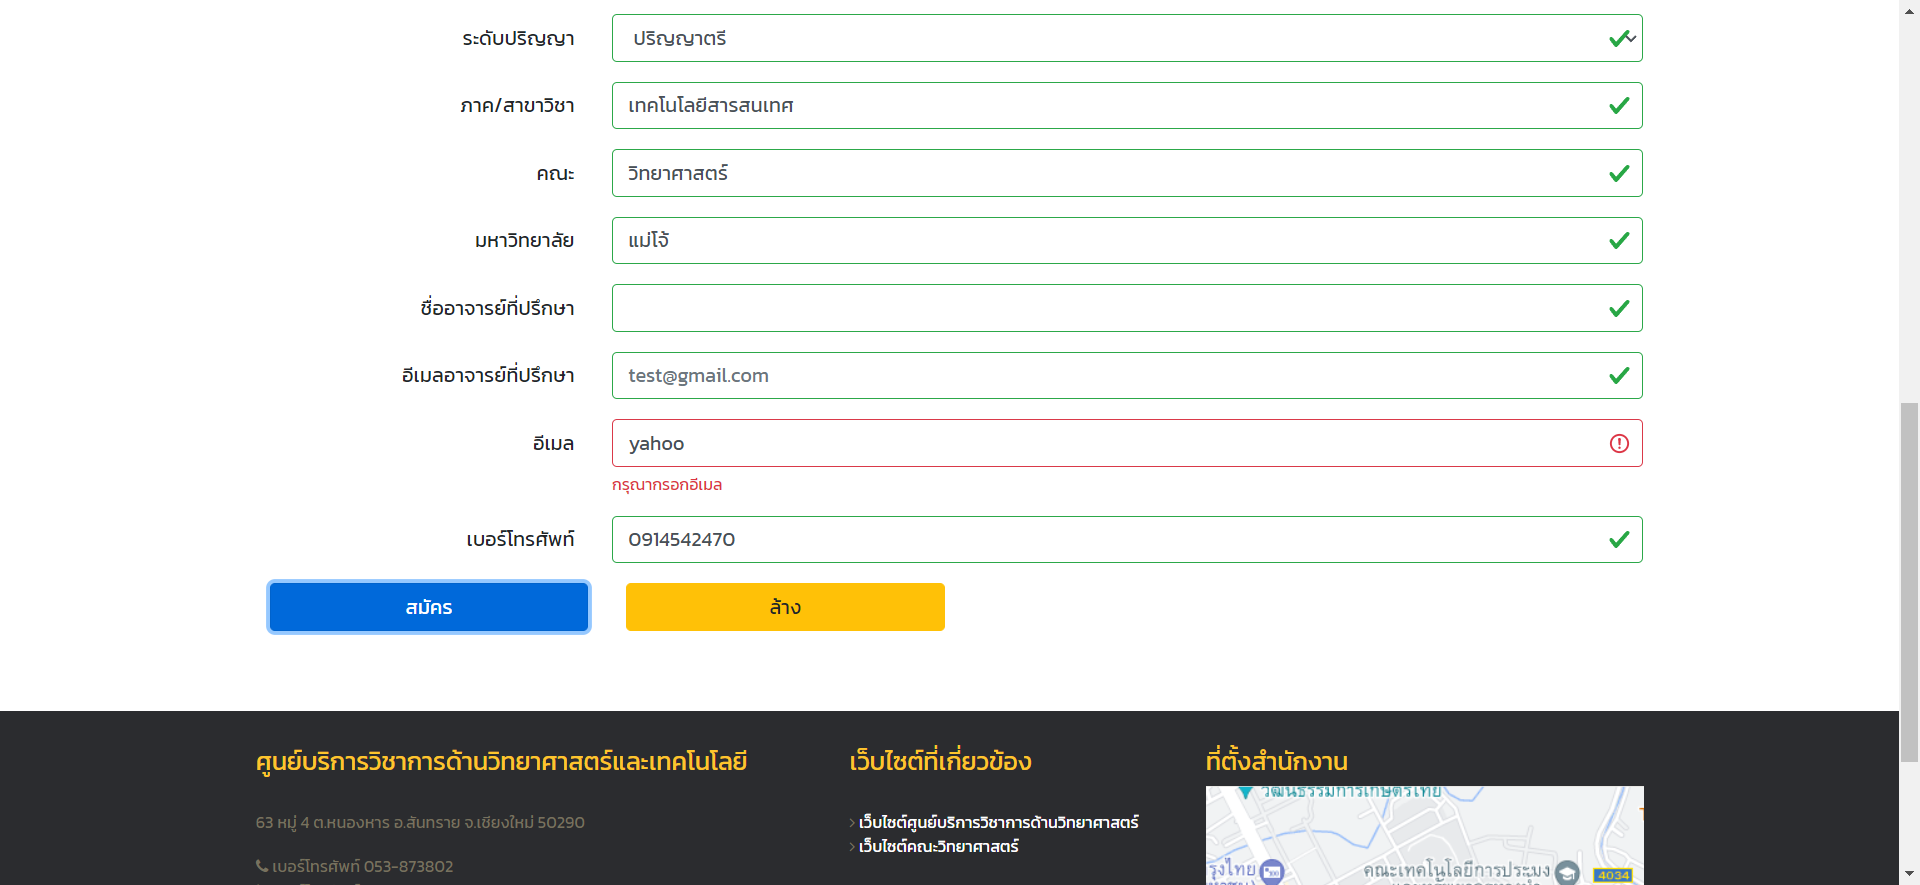 ระดับปริญญา ปริญญาตรี
ภาค/สาขาวิชา เทคโนโลยีสารสนเทศ
คณะ วิทยาศาสตร์
มหาวิทยาลัย แม่โจ้
ชื่ออาจารย์ที่ปรึกษา
อีเมลอาจารย์ที่ปรึกษา test@gmail.com
อีเมล yahoo
กรุณากรอกอีเมล
เบอร์โทรศัพท์ 0914542470
สมัคร ล้าง
ศูนย์บริการวิชาการด้านวิทยาศาสตร์และเทคโนโลยี
63 หมู่ 4 ต.หนองหาร อ.สันทราย จ.เชียงใหม่ 50290
เบอร์โทรศัพท์ 053-873802
เว็บไซต์ที่เกี่ยวข้อง
เว็บไซต์ศูนย์บริการวิชาการด้านวิทยาศาสตร์
เว็บไซต์คณะวิทยาศาสตร์
ที่ตั้งสำนักงาน
วัฒนธรรมการเกษตรไทย
รุงไทย
คณะเทคโนโลยีการประมง
4034